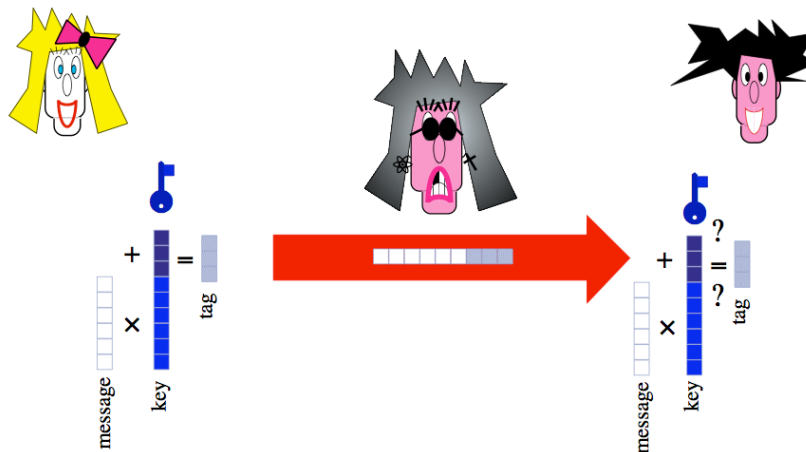 +
=
×
tag
message
key
?
+
=
×
?
tag
message
key